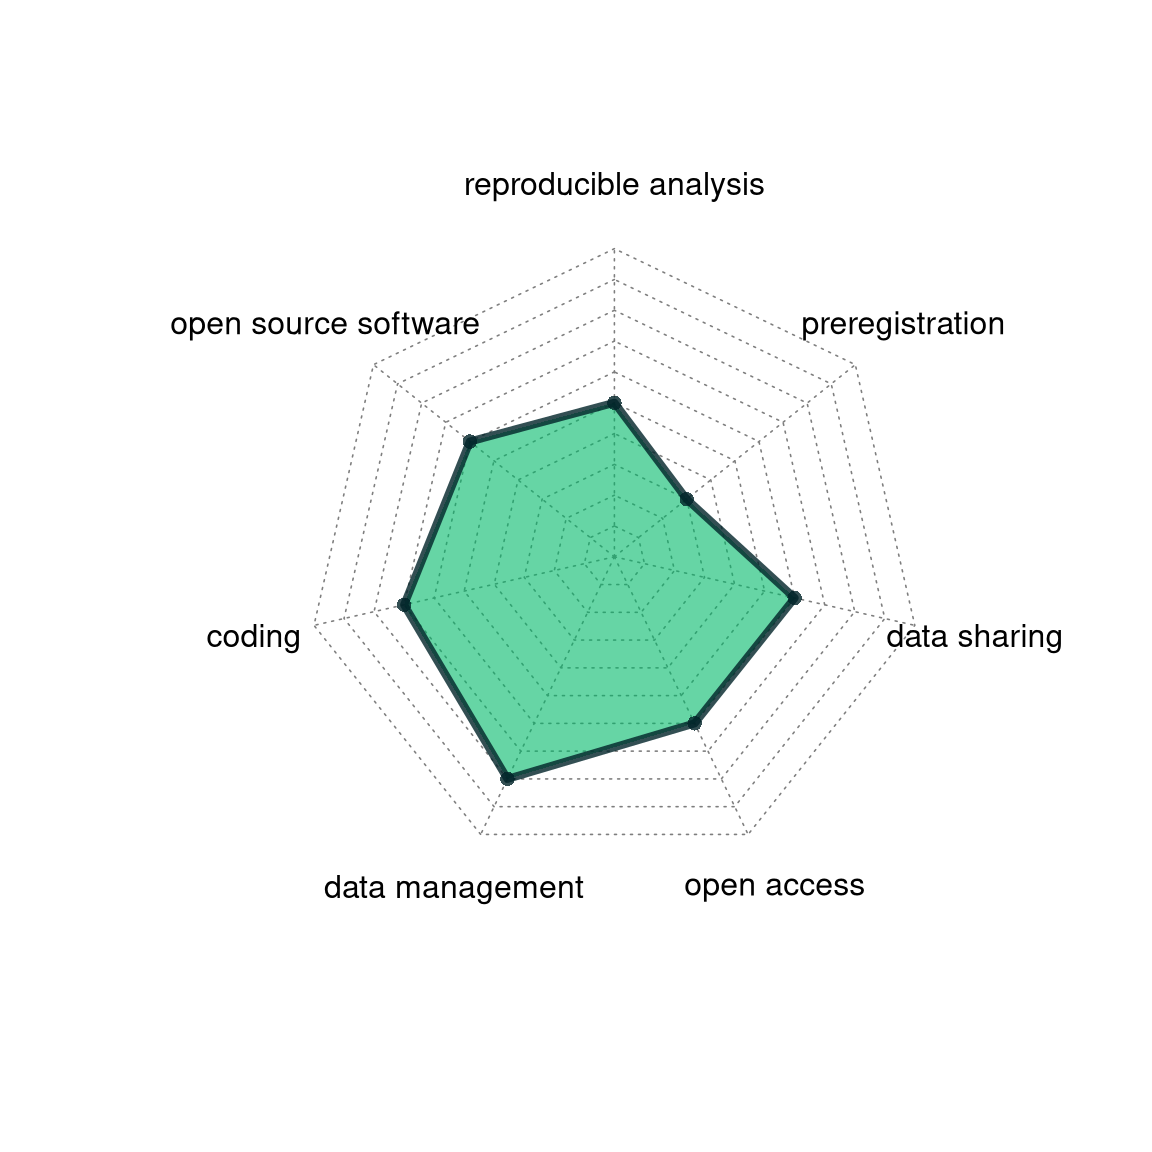 reproducible analysis
open source software
preregistration
coding
data sharing
data management
open access